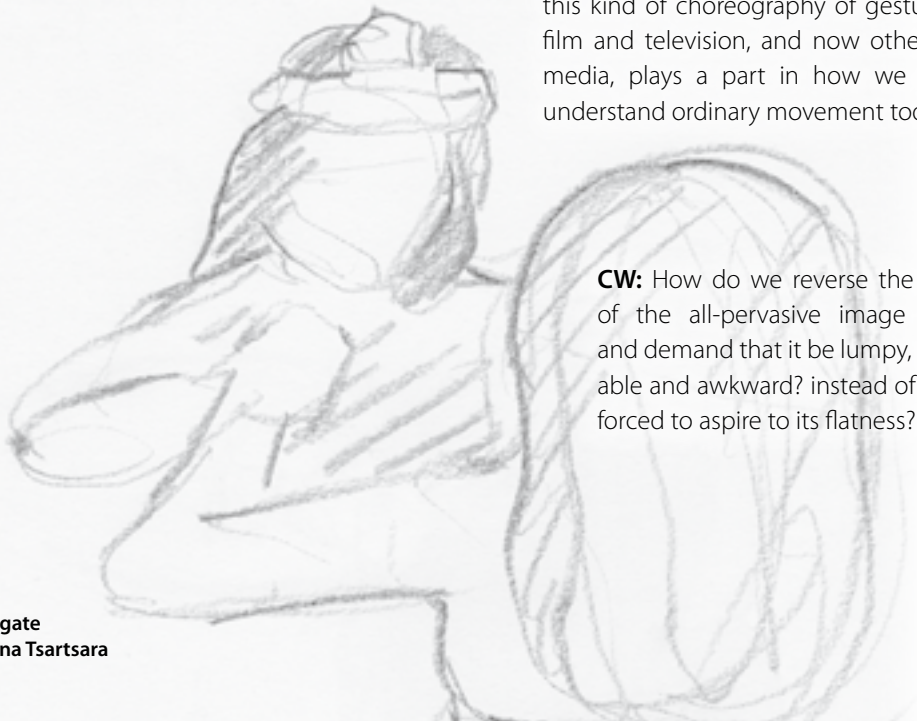 this kind of choreography of gestu
film and television, and now othe
media, plays a part in how we
understand ordinary movement too
CW: How do we reverse the
of the all-pervasive image
and demand that it be lumpy,
able and awkward? instead of
forced to aspire to its flatness?
gate
na Tsartsara